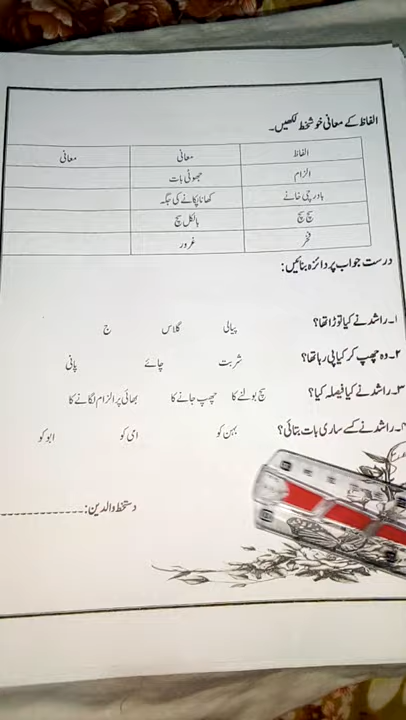 الفاظ کے معانی خوشخط لکھیں۔
الفاظ معانی معانی
الزام جھوٹی بات
باورچی خانے کھانا پکانے کی جگہ
سچ سچ بالکل سچ
فخر غرور
درست جواب پر دائرہ بنائیں:
۱۔ راشد نے کیا توڑا تھا؟ پیالی گلاس ج
۲۔ وہ چھپ کر کیا پی رہا تھا؟ شربت چائے پانی
۳۔ راشد نے کیا فیصلہ کیا؟ سچ بولنے کا چھپ جانے کا بھائی پر الزام لگانے کا
۴۔ راشد نے کسے ساری بات بتائی؟ بہن کو امی کو ابو کو
دستخط والدین: